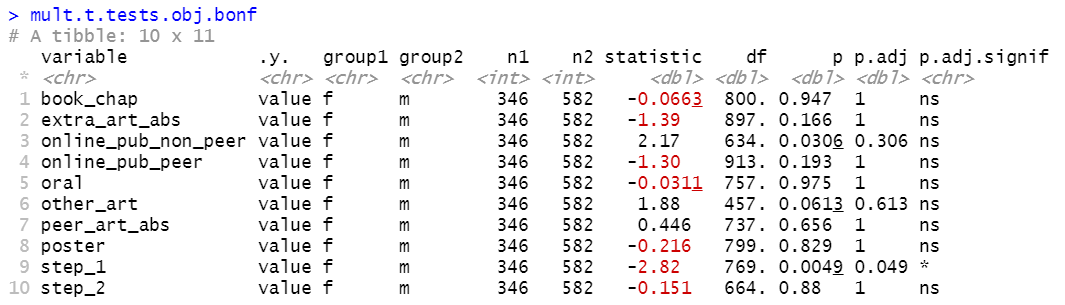 > mult.t.tests.obj.bonf
# A tibble: 10 x 11
   variable           .y.   group1 group2    n1    n2 statistic    df      p p.adj p.adj.signif
 * <chr>              <chr> <chr>  <chr>  <int> <int>     <dbl> <dbl>  <dbl> <dbl> <chr>
 1 book_chap          value f      m        346   582   -0.0663  800. 0.947  1     ns
 2 extra_art_abs      value f      m        346   582   -1.39    897. 0.166  1     ns
 3 online_pub_non_peer value f      m        346   582    2.17    634. 0.0306 0.306 ns
 4 online_pub_peer    value f      m        346   582   -1.30    913. 0.193  1     ns
 5 oral               value f      m        346   582   -0.0311  757. 0.975  1     ns
 6 other_art          value f      m        346   582    1.88    457. 0.0613 0.613 ns
 7 peer_art_abs       value f      m        346   582    0.446   737. 0.656  1     ns
 8 poster             value f      m        346   582   -0.216   799. 0.829  1     ns
 9 step_1             value f      m        346   582   -2.82    769. 0.0049 0.049 *
10 step_2             value f      m        346   582   -0.151   664. 0.88   1     ns